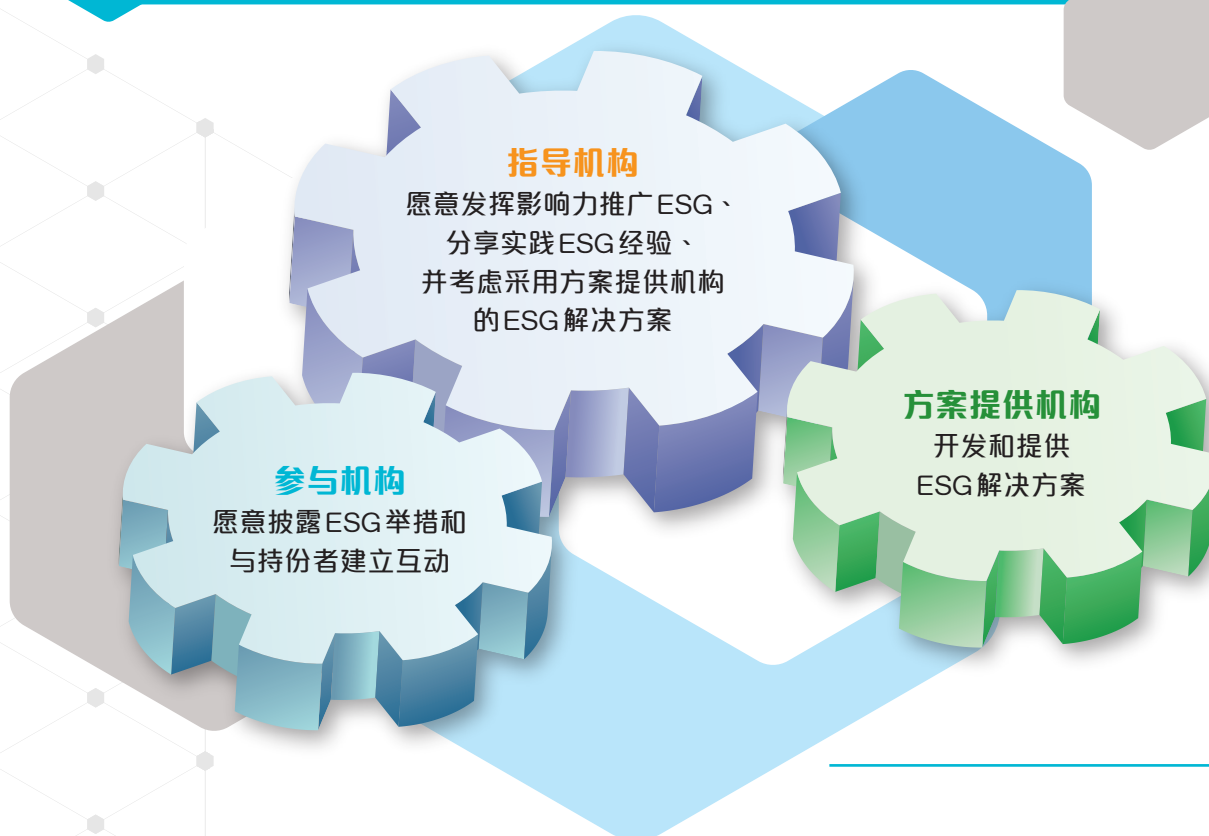 指导机构
愿意发挥影响力推广ESG、
分享实践ESG经验、
并考虑采用方案提供机构
的ESG解决方案
方案提供机构
开发和提供
ESG解决方案
参与机构
愿意披露ESG举措和
与持份者建立互动